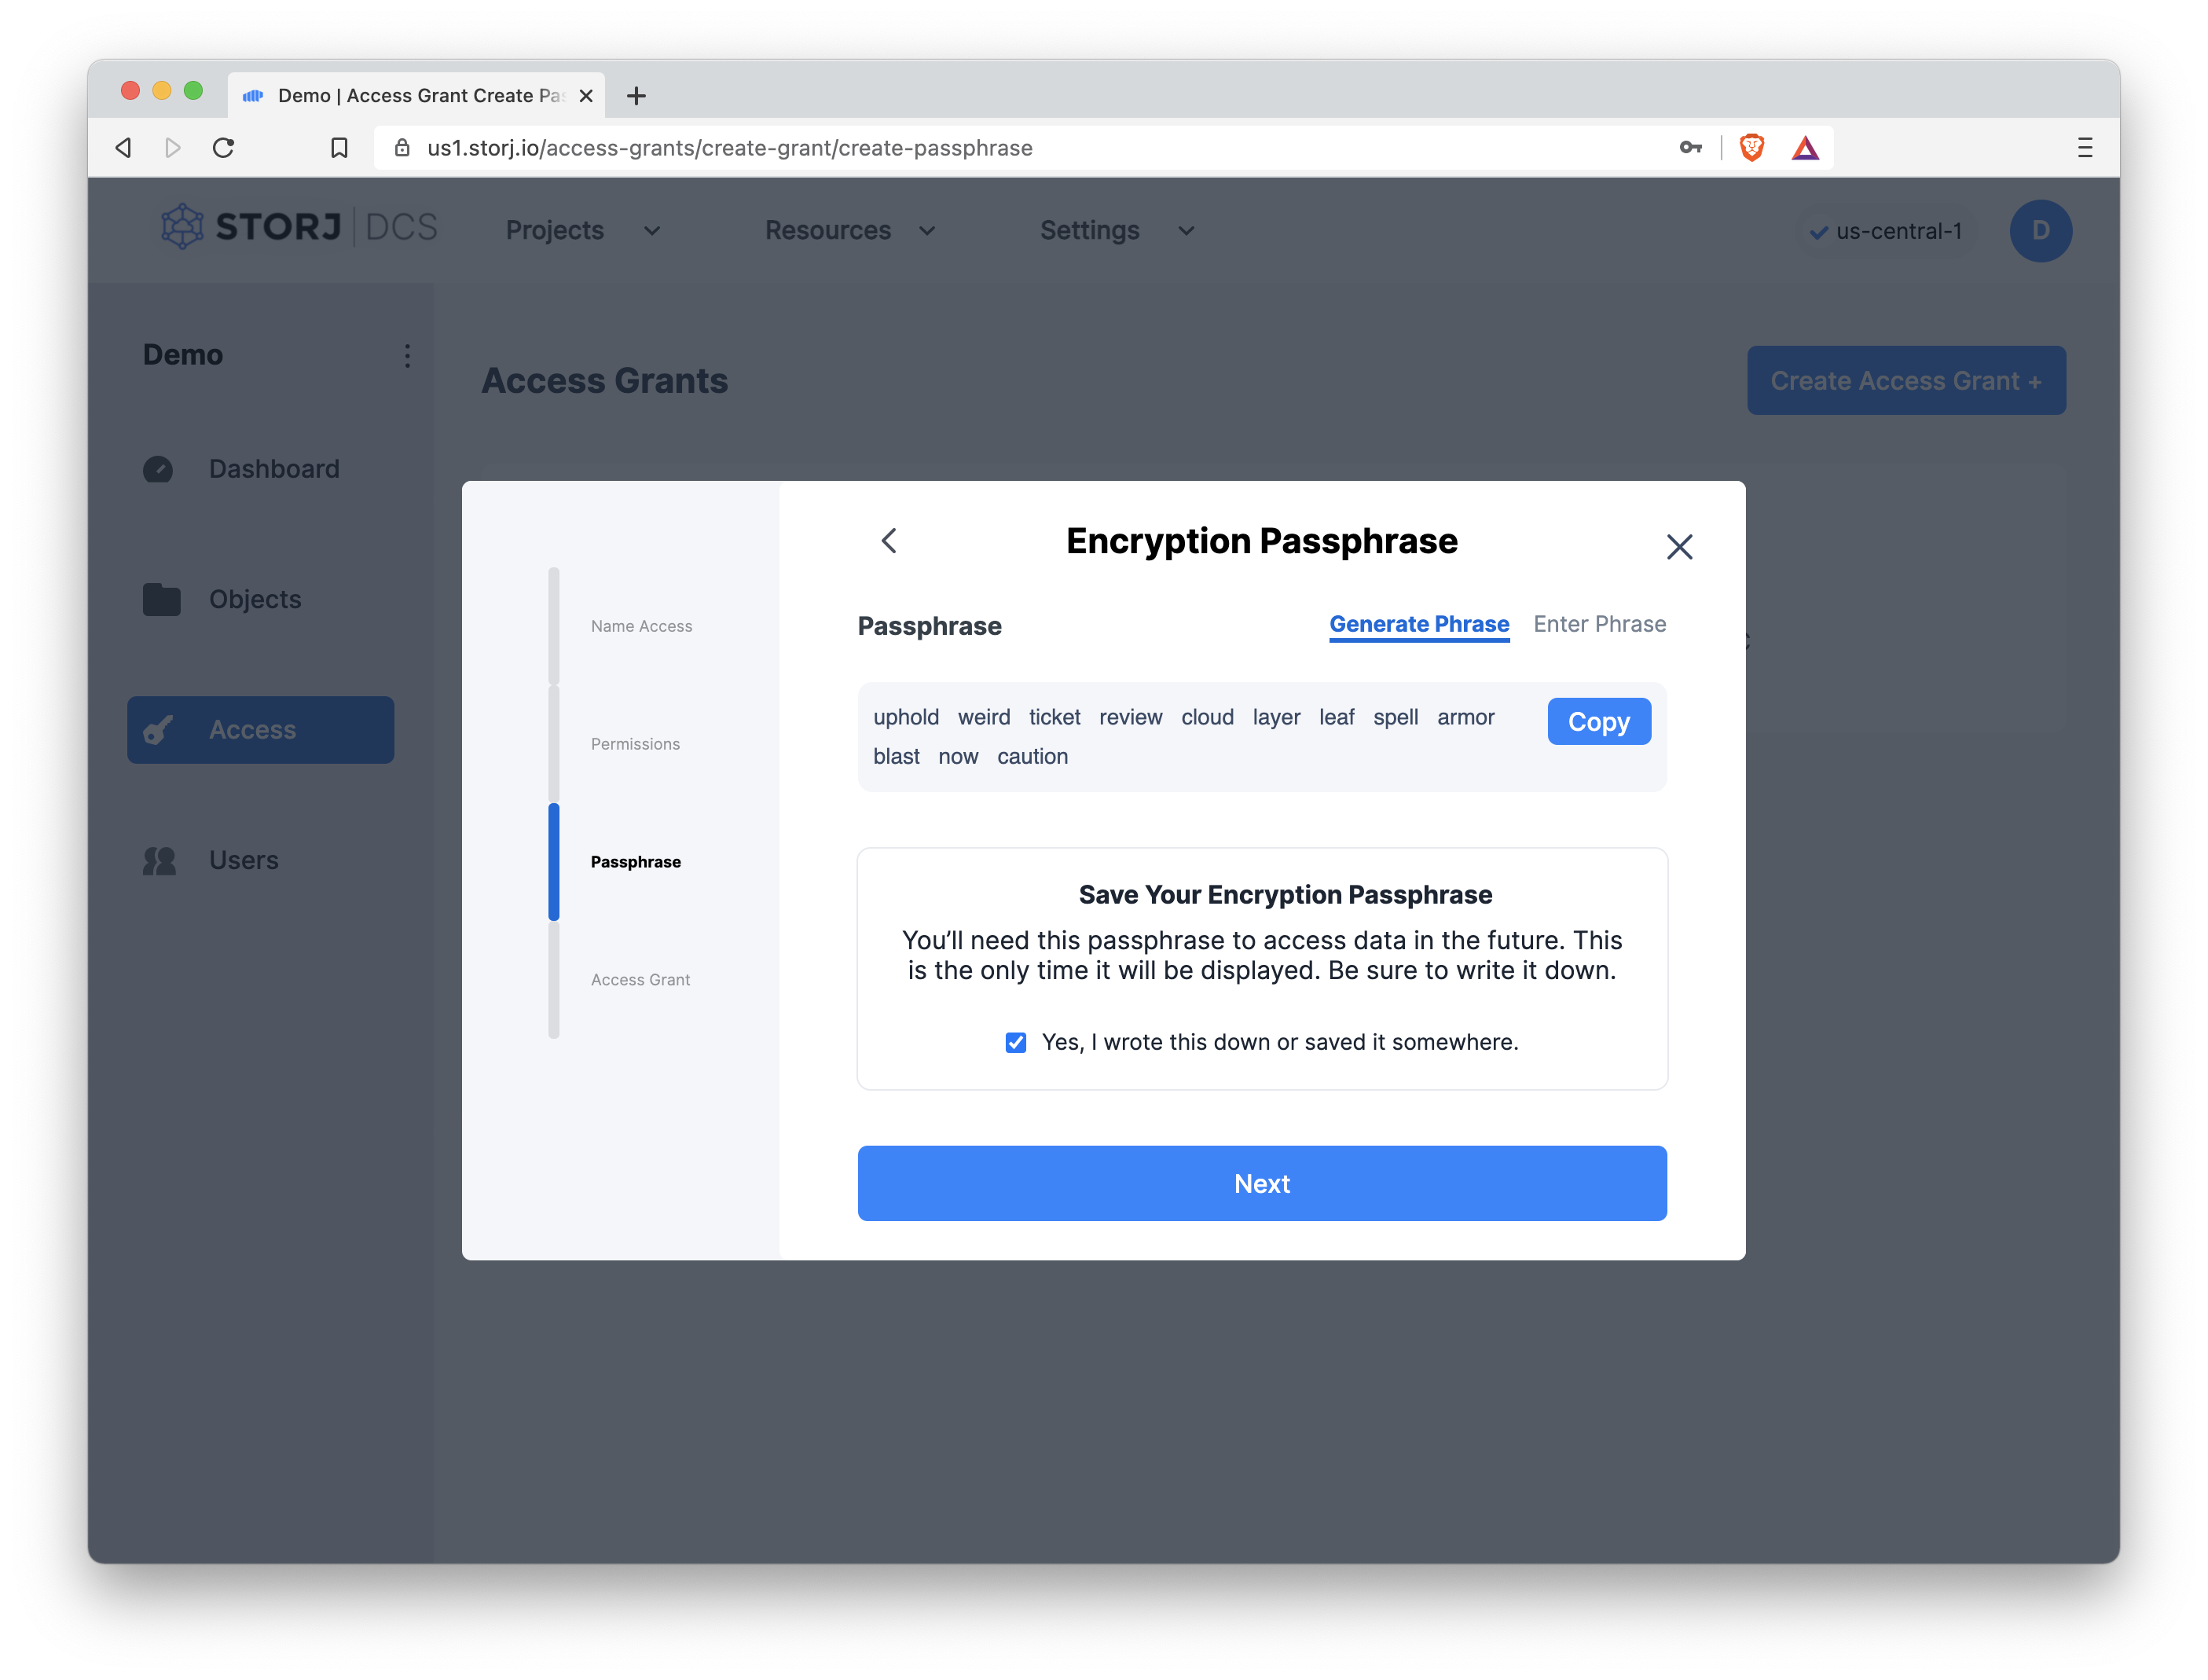 Demo | Access Grant Create Pa
us1.storj.io/access-grants/create-grant/create-passphrase
STORJ | DCS
Projects
Resources
Settings
us-central-1
D
Demo
Access Grants
Create Access Grant +
Dashboard
Objects
Access
Users
Name Access
Permissions
Passphrase
Access Grant
Encryption Passphrase
Passphrase
Generate Phrase
Enter Phrase
uphold weird ticket review cloud layer leaf spell armor
blast now caution
Copy
Save Your Encryption Passphrase
You’ll need this passphrase to access data in the future. This
is the only time it will be displayed. Be sure to write it down.
Yes, I wrote this down or saved it somewhere.
Next